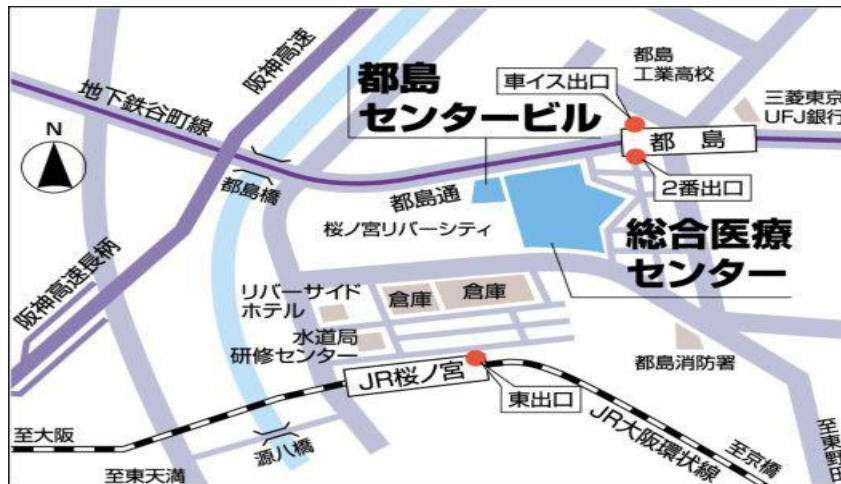 阪神高速
都島
センタービル
車イス出口
都島
工業高校
三菱東京
UFJ銀行
地下鉄谷町線
N
都島
2番出口
都島橋
都島通
桜ノ宮リバーシティ
総合医療
センター
阪神高速長柄
リバーサイド
ホテル
倉庫
倉庫
水道局
研修センター
都島消防署
JR桜ノ宮
東出口
JR大阪環状線
至大阪
源八橋
至東天満
至京橋
至東野田